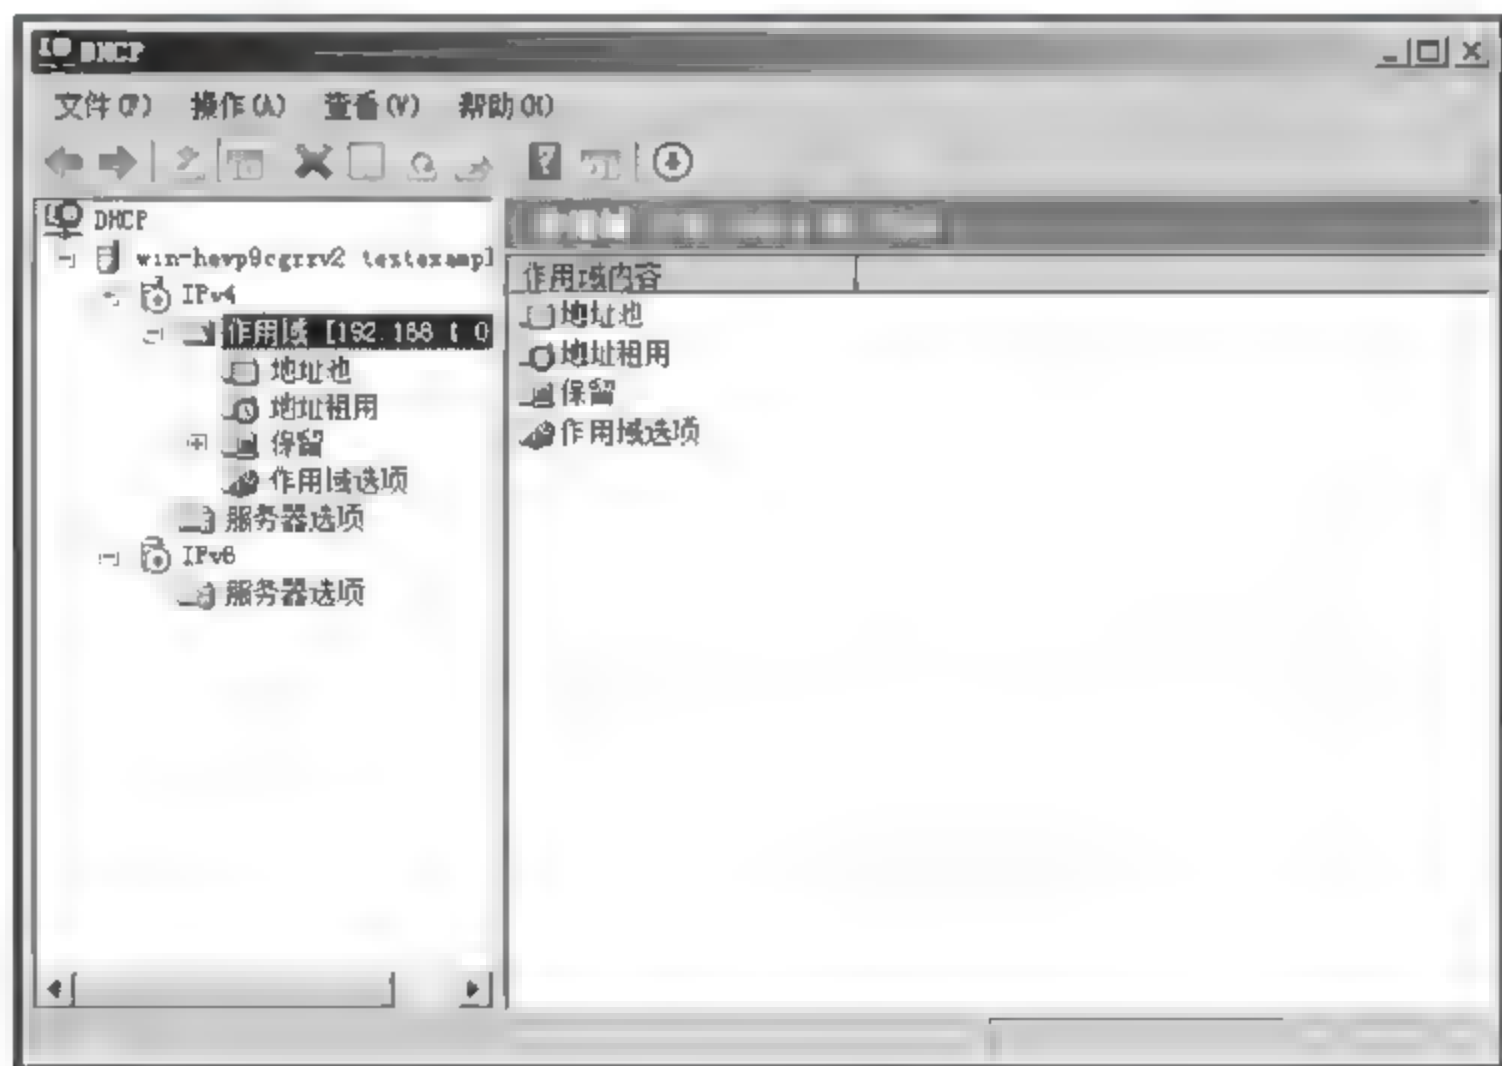 DHCP
文件(F) 操作(A) 查看(V) 帮助(H)
DHCP
IPv4
作用域 [192.168
地址池
地址租用
保留
作用域选项
服务器选项
IPv6
服务器选项
作用域内容
地址池
地址租用
保留
作用域选项